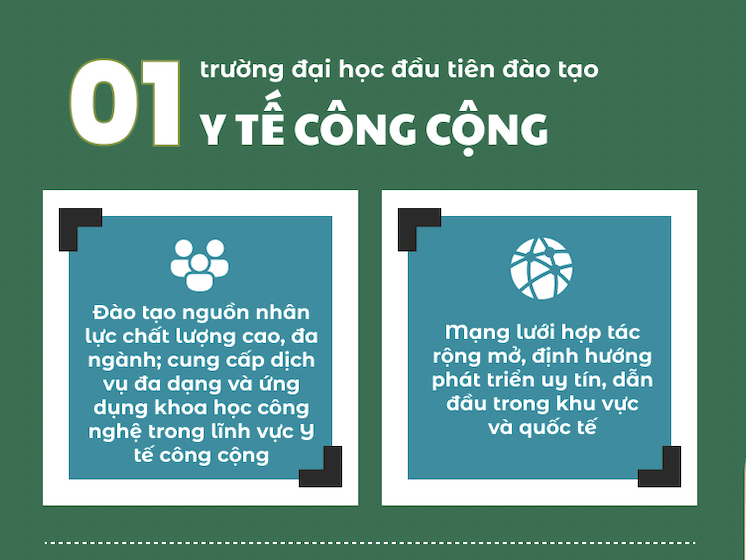 01
trường đại học đầu tiên đào tạo
Y TẾ CÔNG CỘNG
Đào tạo nguồn nhân
lực chất lượng cao, đa
ngành; cung cấp dịch
vụ đa dạng và ứng
dụng khoa học công
nghệ trong lĩnh vực Y
tế công cộng
Mạng lưới hợp tác
rộng mở, định hướng
phát triển uy tín, dẫn
đầu trong khu vực
và quốc tế